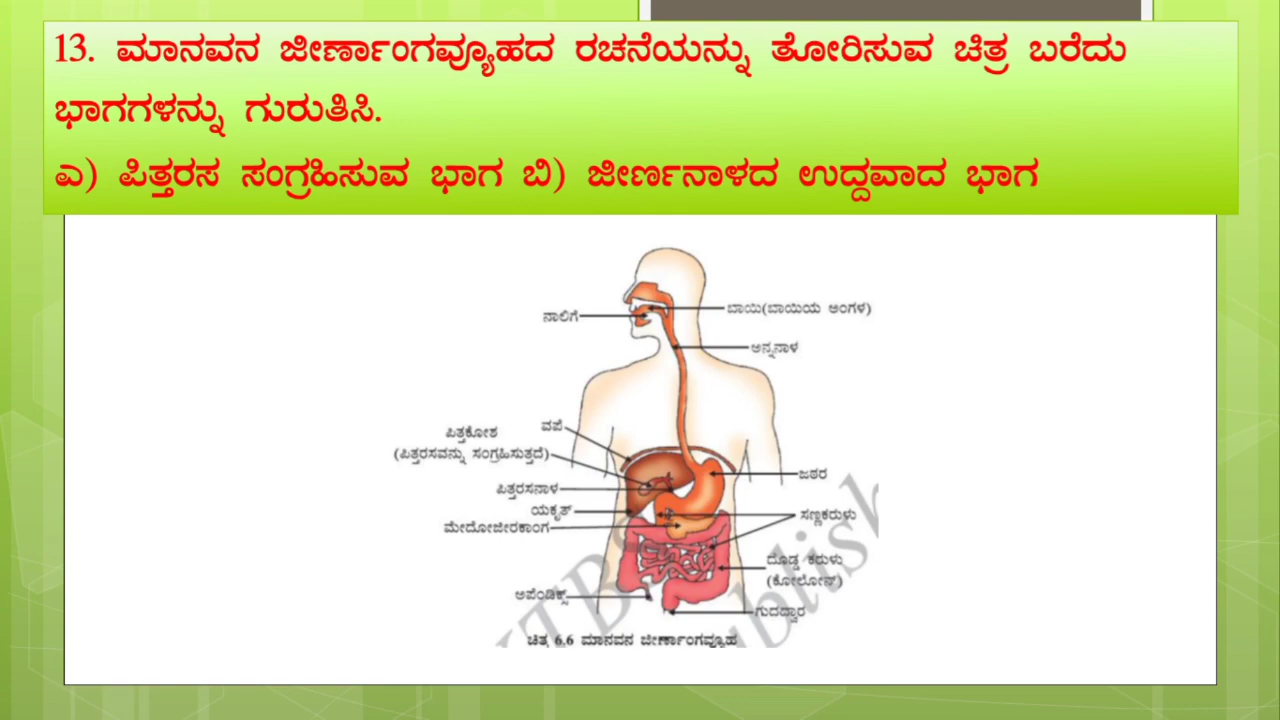 13. ಮಾನವನ ಜೀರ್ಣಾಂಗವ್ಯೂಹದ ರಚನೆಯನ್ನು ತೋರಿಸುವ ಚಿತ್ರ ಬರೆದು
ಭಾಗಗಳನ್ನು ಗುರುತಿಸಿ.
ಎ) ಪಿತ್ತರಸ ಸಂಗ್ರಹಿಸುವ ಭಾಗ ಬಿ) ಜೀರ್ಣನಾಳದ ಉದ್ದವಾದ ಭಾಗ
ಬಾಯಿ(ಬಾಯಿಯ ಅಂಗಳ)
ನಾಲಿಗೆ
ಅನ್ನನಾಳ
ವಪೆ
ಪಿತ್ತಕೋಶ
(ಪಿತ್ತರಸವನ್ನು ಸಂಗ್ರಹಿಸುತ್ತದೆ)
ಜಠರ
ಪಿತ್ತರಸನಾಳ
ಯಕೃತ್
ಸಣ್ಣಕರುಳು
ಮೇದೋಜೀರಕಾಂಗ
ದೊಡ್ಡ ಕರುಳು
(ಕೋಲೋನ್)
ಅಪೆಂಡಿಕ್ಸ್
ಗುದದ್ವಾರ
ಚಿತ್ರ 6.6 ಮಾನವನ ಜೀರ್ಣಾಂಗವ್ಯೂಹ